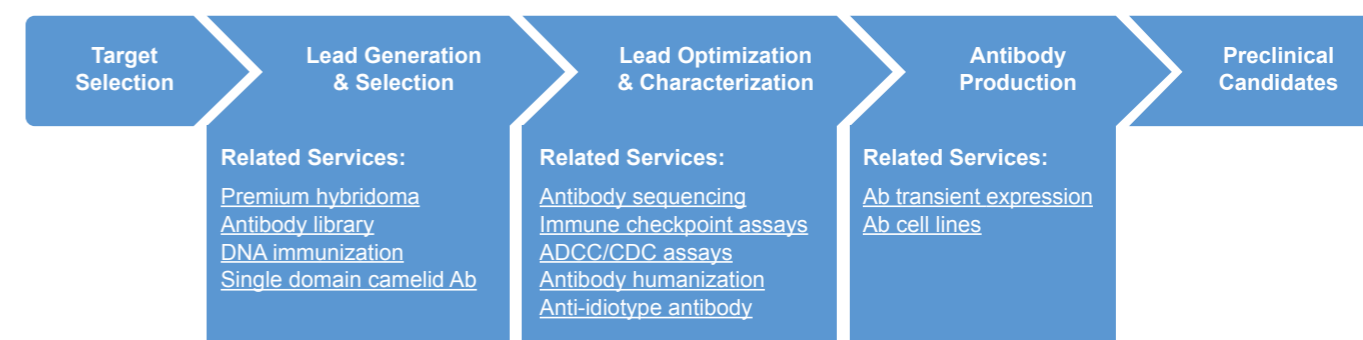 Target
Selection
Lead Generation
& Selection
Lead Optimization
& Characterization
Antibody
Production
Preclinical
Candidates
Related Services:
Premium hybridoma
Antibody library
DNA immunization
Single domain camelid Ab
Related Services:
Antibody sequencing
Immune checkpoint assays
ADCC/CDC assays
Antibody humanization
Anti-idiotype antibody
Related Services:
Ab transient expression
Ab cell lines